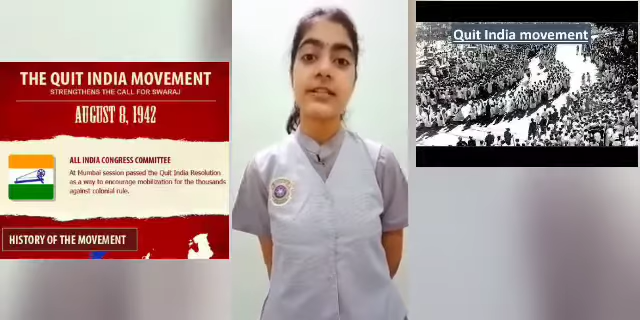 THE QUIT INDIA MOVEMENT
STRENGTHENS THE CALL FOR SWARAJ
AUGUST 8, 1942
ALL INDIA CONGRESS COMMITTEE
At Mumbai session passed the Quit India Resolution
as a way to encourage mobilization for the thousands
against colonial rule.
HISTORY OF THE MOVEMENT
Quit India movement